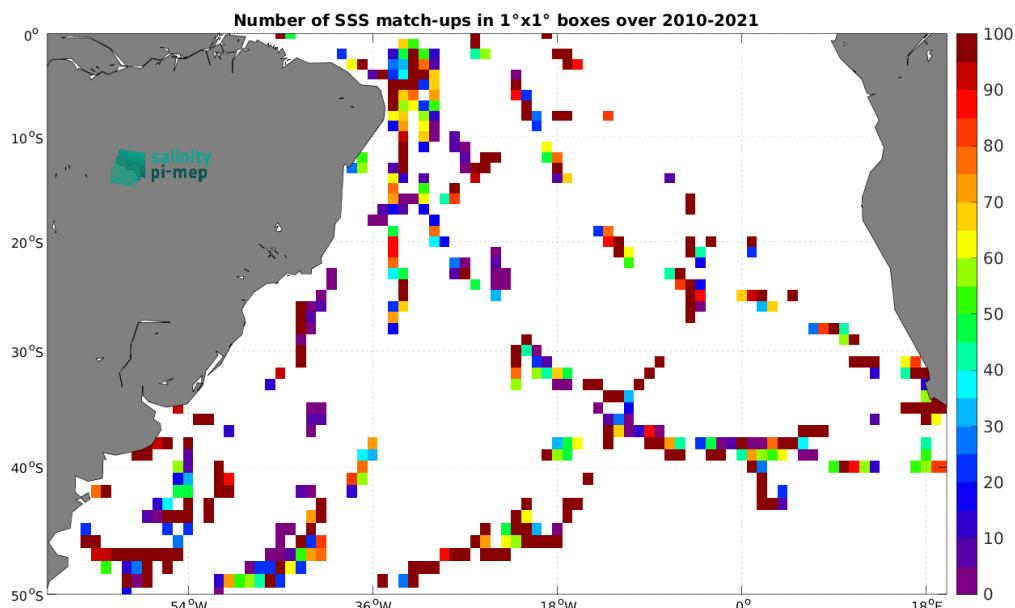 Number of SSS match-ups in 1°x1° boxes over 2010-2021
0°
10°S
20°S
30°S
40°S
50°S
54°W
36°W
18°W
0°
18°E
salinity
pi-mep
100
90
80
70
60
50
40
30
20
10
0